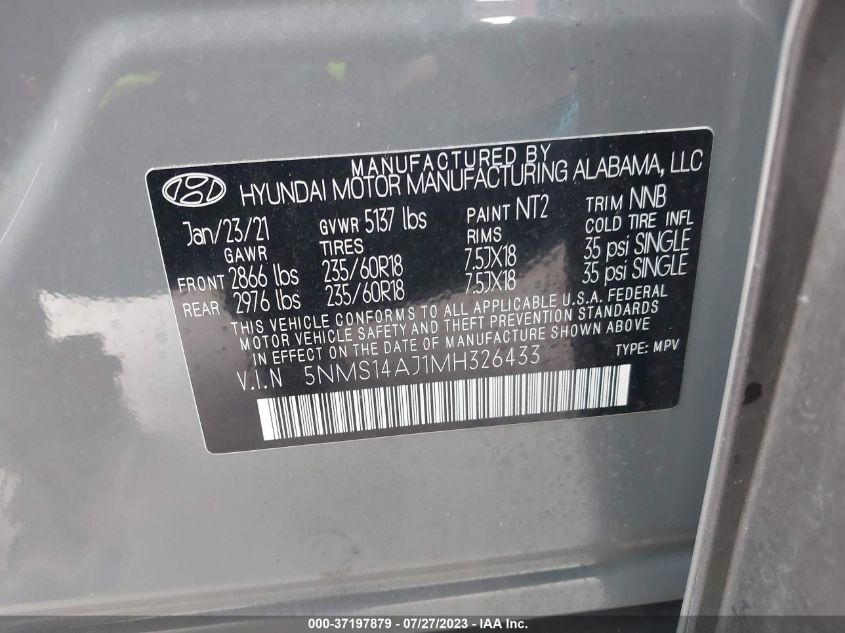 MANUFACTURED BY
HYUNDAI MOTOR MANUFACTURING ALABAMA, LLC
Jan/23/21 GVWR 5137 lbs PAINT NT2 TRIM NNB
GAWR TIRES RIMS COLD TIRE INFL
FRONT 2866 lbs 235/60R18 7.5JX18 35 psi SINGLE
REAR 2976 lbs 235/60R18 7.5JX18 35 psi SINGLE
THIS VEHICLE CONFORMS TO ALL APPLICABLE U.S.A. FEDERAL
MOTOR VEHICLE SAFETY AND THEFT PREVENTION STANDARDS
IN EFFECT ON THE DATE OF MANUFACTURE SHOWN ABOVE
V.I.N 5NMS14AJ1MH326433 TYPE: MPV
000-37197879 - 07/27/2023 - IAAI.com